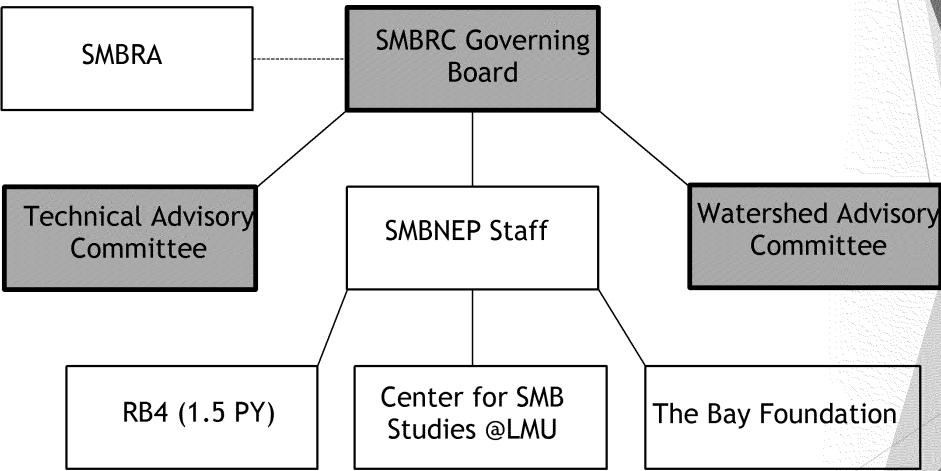 SMBRA
SMBRC Governing
Board
Technical Advisory
Committee
SMBNEP Staff
Watershed Advisory
Committee
RB4 (1.5 PY)
Center for SMB
Studies @LMU
The Bay Foundation